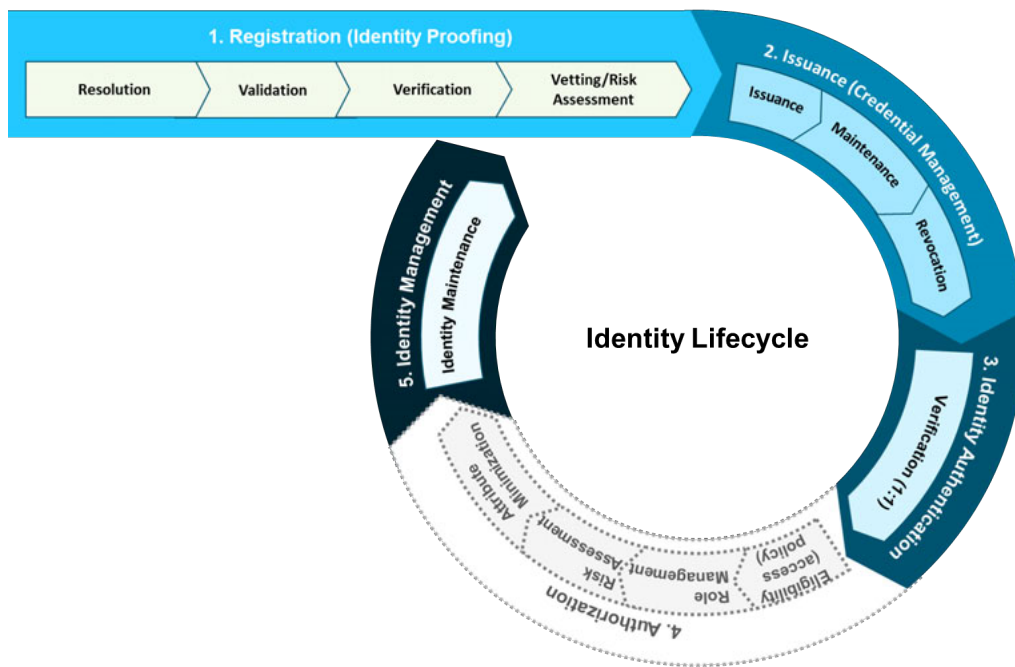 1. Registration (Identity Proofing)
Resolution
Validation
Verification
Vetting/Risk
Assessment
2. Issuance (Credential Management)
Issuance
Maintenance
Revocation
3. Identity Authentication
Verification (1:1)
4. Authorization
Eligibility
(access
policy)
Role
Management
Risk
Assessment
Attribute
Minimization
5. Identity Management
Identity Maintenance
Identity Lifecycle